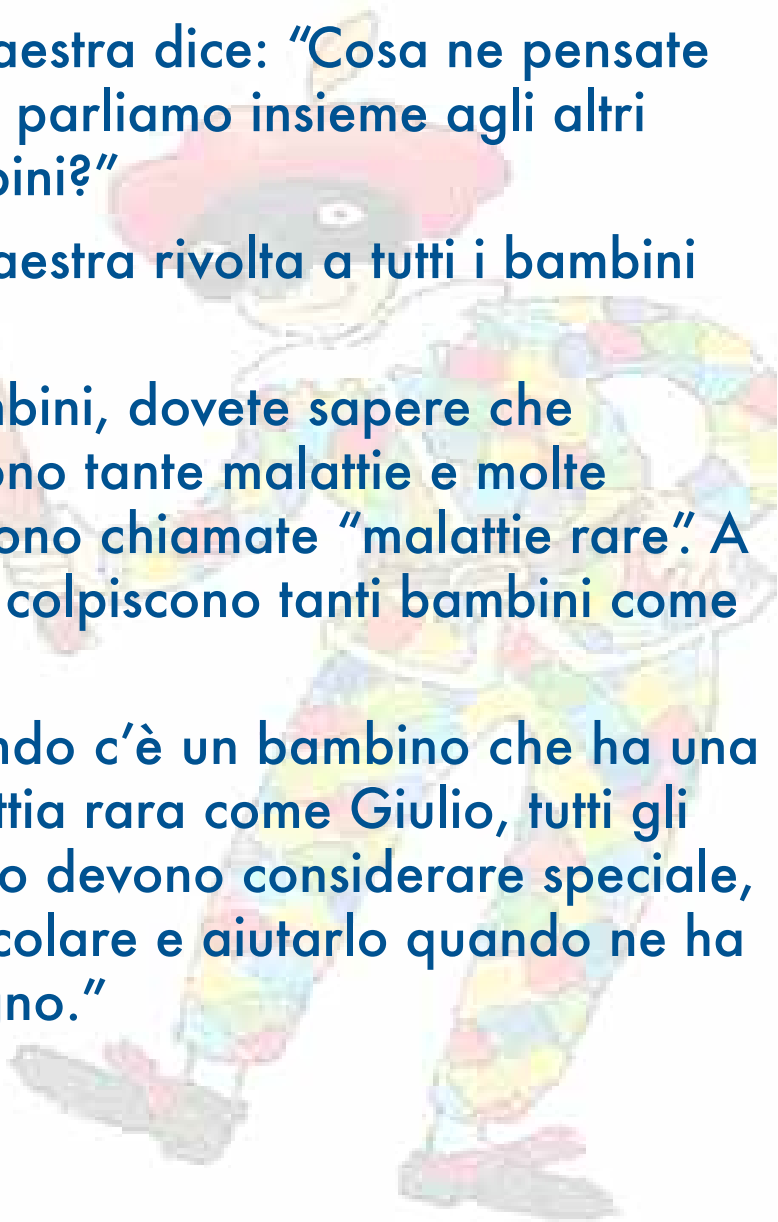 aestra dice: “Cosa ne pensate
parliamo insieme agli altri
bini?”
aestra rivolta a tutti i bambini
bini, dovete sapere che
ono tante malattie e molte
ono chiamate “malattie rare”. A
colpiscono tanti bambini come
ndo c’è un bambino che ha una
ttia rara come Giulio, tutti gli
o devono considerare speciale,
colare e aiutarlo quando ne ha
no.”